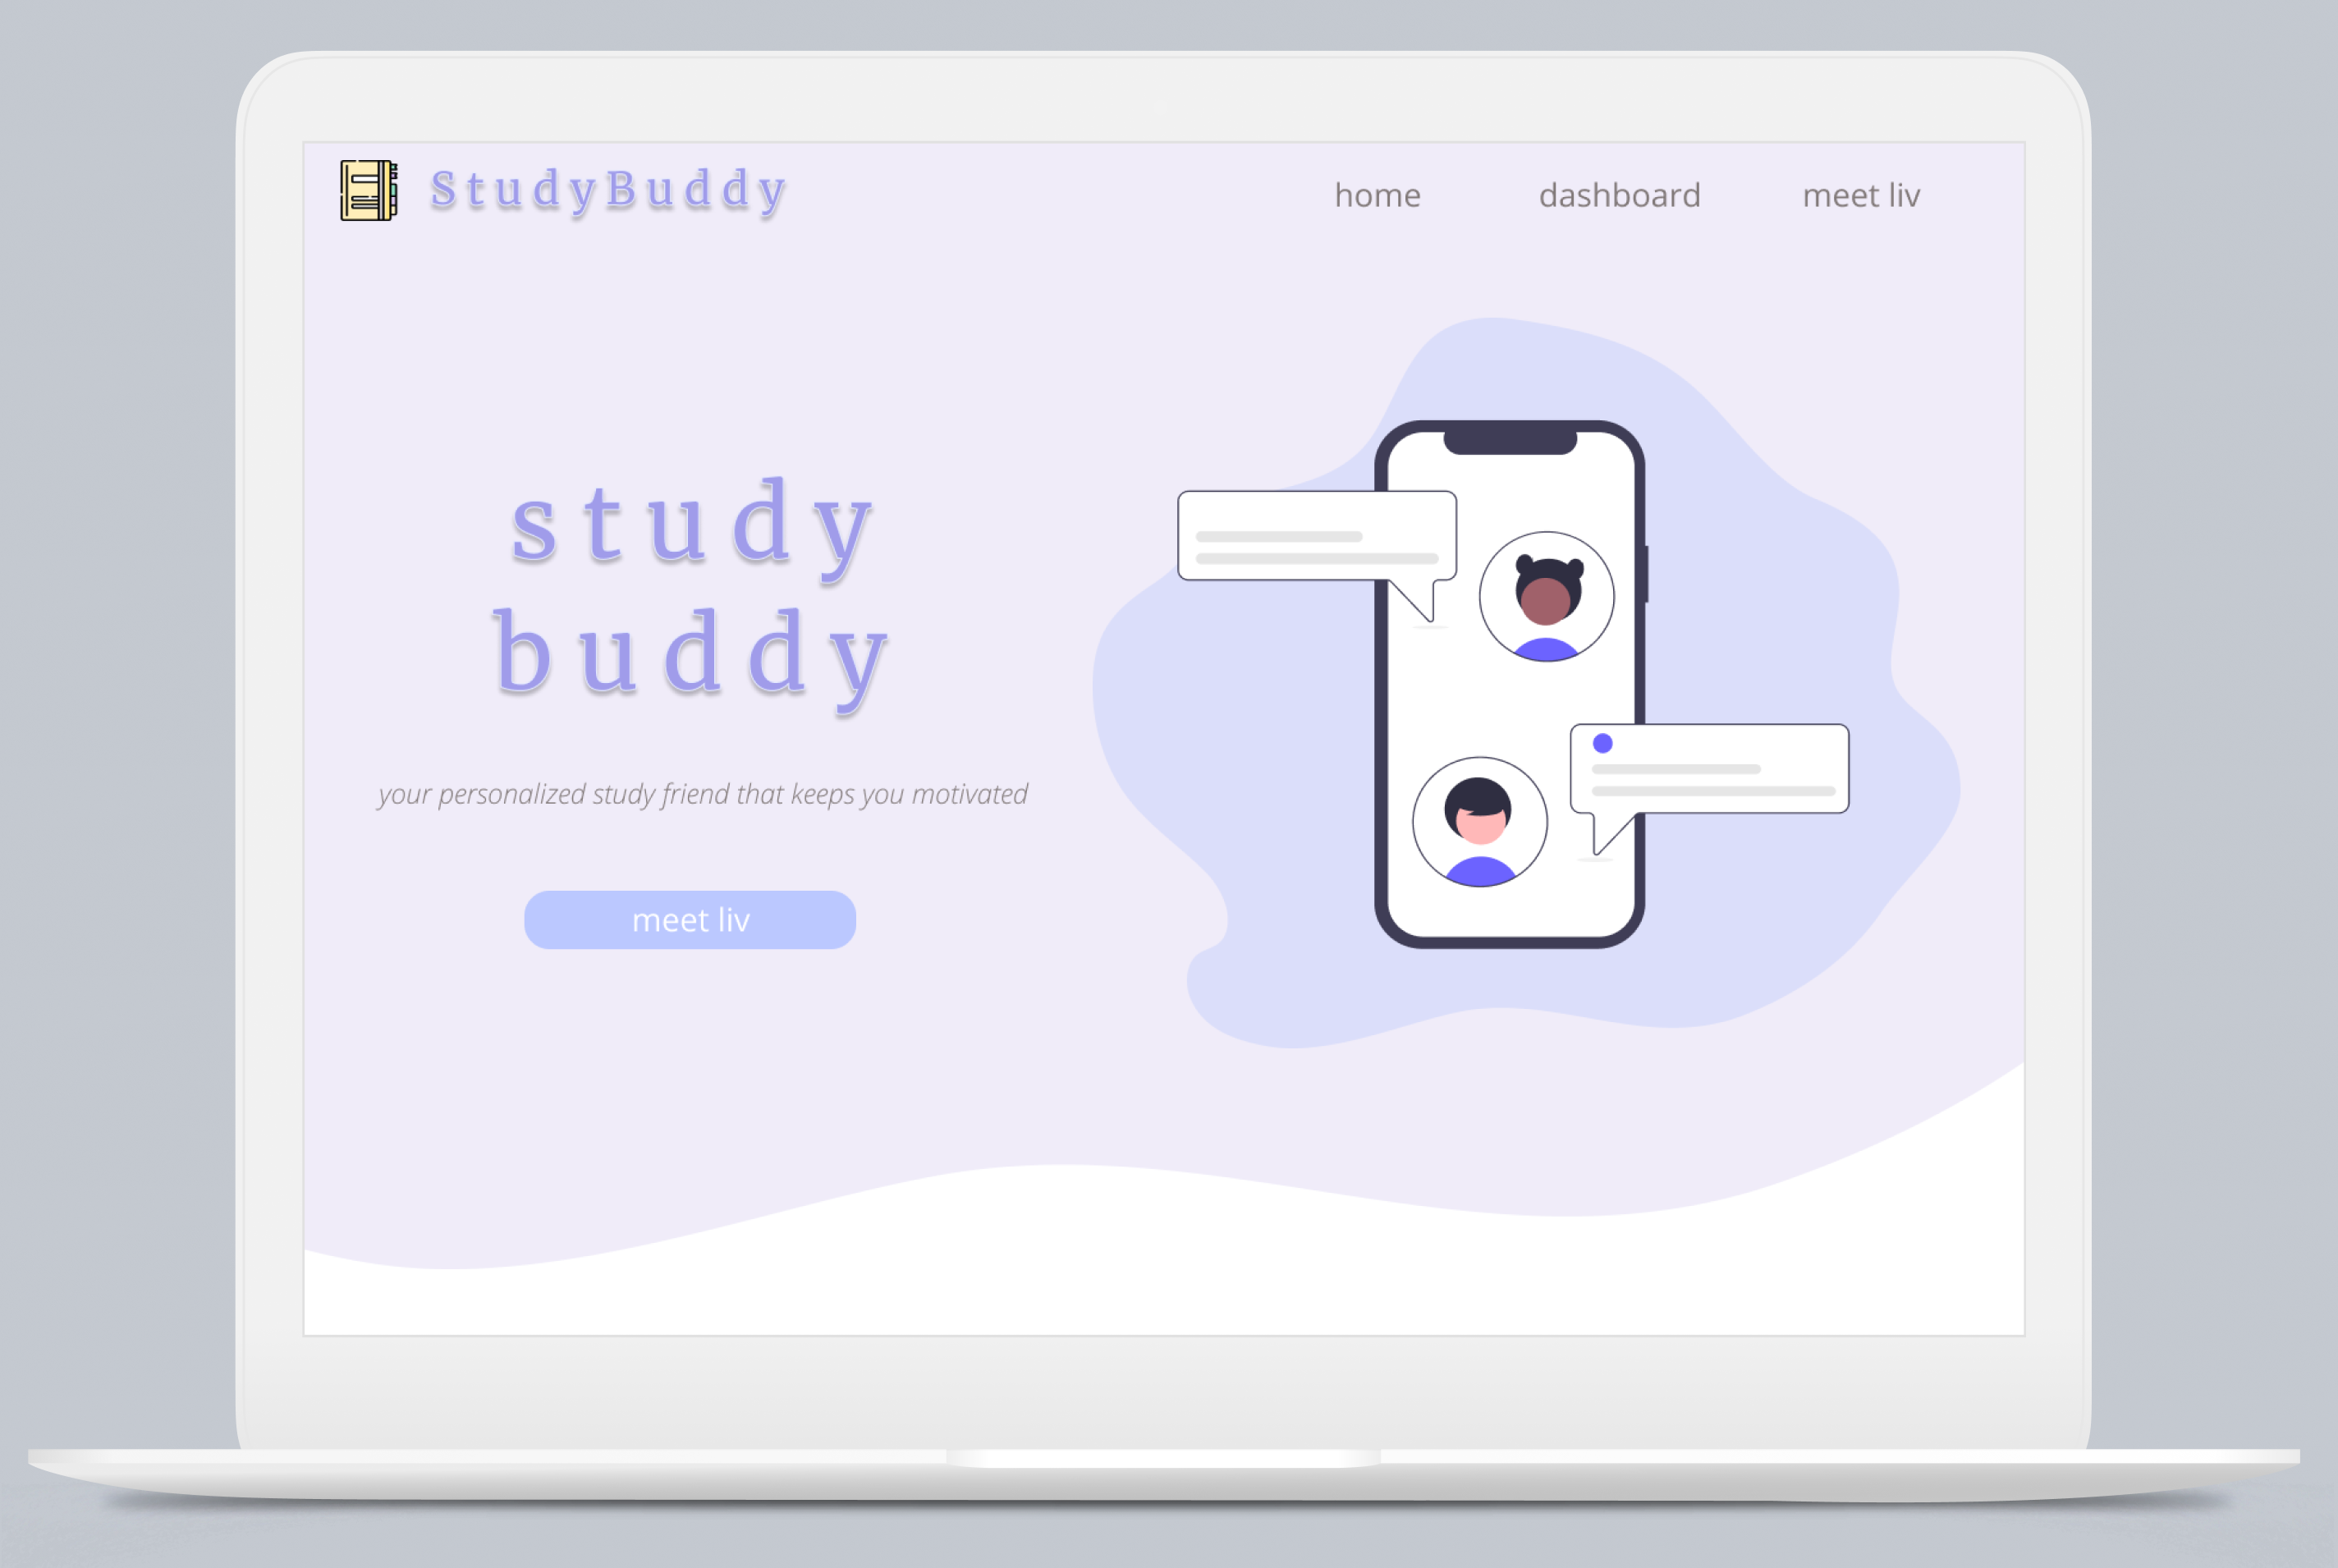 StudyBuddy
home dashboard meet liv
study
buddy
your personalized study friend that keeps you motivated
meet liv